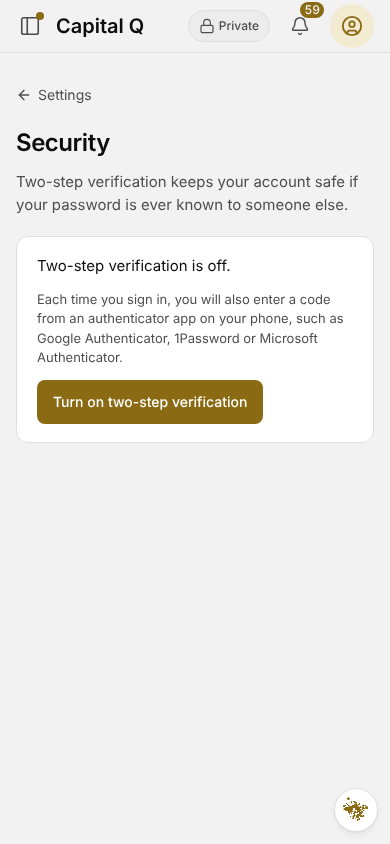 Capital Q
Private
59
Settings
Security
Two-step verification keeps your account safe if
your password is ever known to someone else.
Two-step verification is off.
Each time you sign in, you will also enter a code
from an authenticator app on your phone, such as
Google Authenticator, 1Password or Microsoft
Authenticator.
Turn on two-step verification